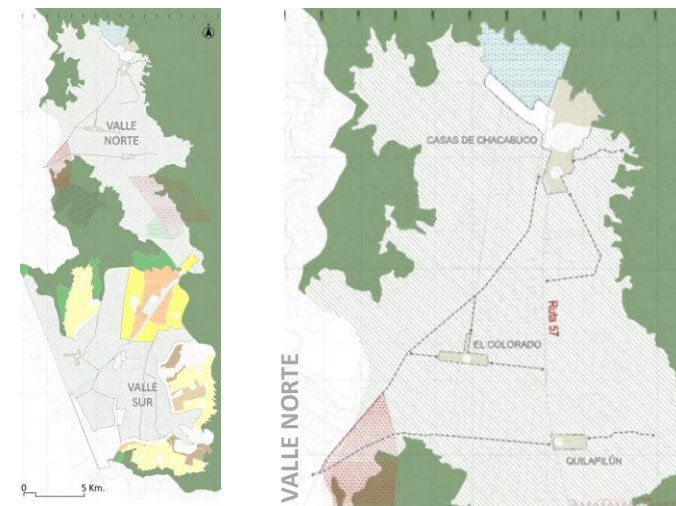 VALLE
NORTE
VALLE
SUR
0 5 Km.
CASAS DE CHACABUCO
Ruta 57
EL COLORADO
VALLE NORTE
QUILAPILÚN